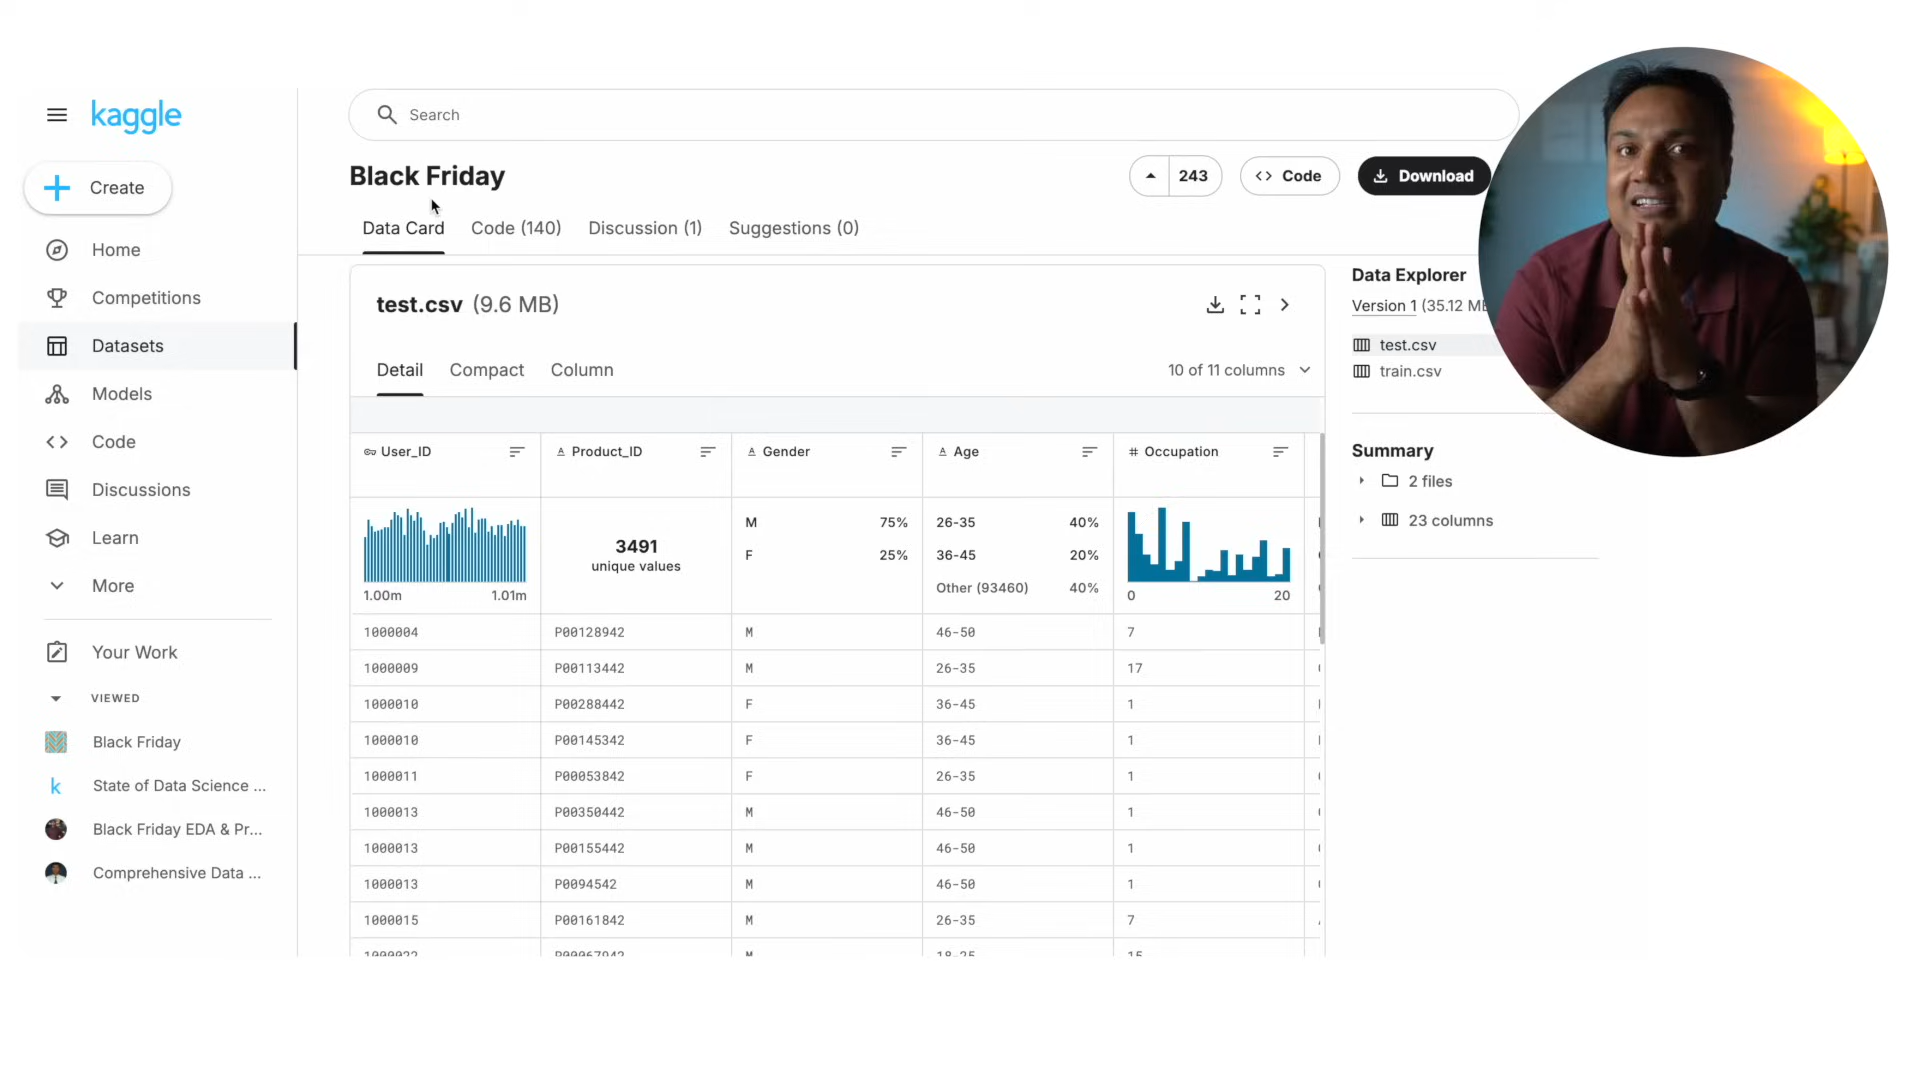 kaggle
Search
Create
Home
Competitions
Datasets
Models
Code
Discussions
Learn
More
Your Work
VIEWED
Black Friday
State of Data Science ...
Black Friday EDA & Pr...
Comprehensive Data ...
Black Friday
243
Code
Download
Data Card
Code (140)
Discussion (1)
Suggestions (0)
test.csv (9.6 MB)
Detail
Compact
Column
10 of 11 columns
User_ID
Product_ID
Gender
Age
# Occupation
1.00m 1.01m
3491
unique values
M 75%
F 25%
26-35 40%
36-45 20%
Other (93460) 40%
0 20
1000004 P00128942 M 46-50 7
1000009 P00113442 M 26-35 17
1000010 P00288442 F 36-45 1
1000010 P00145342 F 36-45 1
1000011 P00053842 F 26-35 1
1000013 P00350442 M 46-50 1
1000013 P00155442 M 46-50 1
1000013 P0094542 M 46-50 1
1000015 P00161842 M 26-35 7
Data Explorer
Version 1 (35.12
test.csv
train.csv
Summary
2 files
23 columns